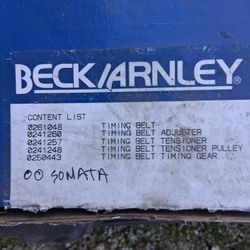 BECK/ARNLEY®
CONTENT LIST
0261048 TIMING BELT
0241260 TIMING BELT ADJUSTER
0241257 TIMING BELT TENSIONER
0241248 TIMING BELT TENSIONER PULLEY
0250443 TIMING BELT TIMING GEAR
00 SONATA